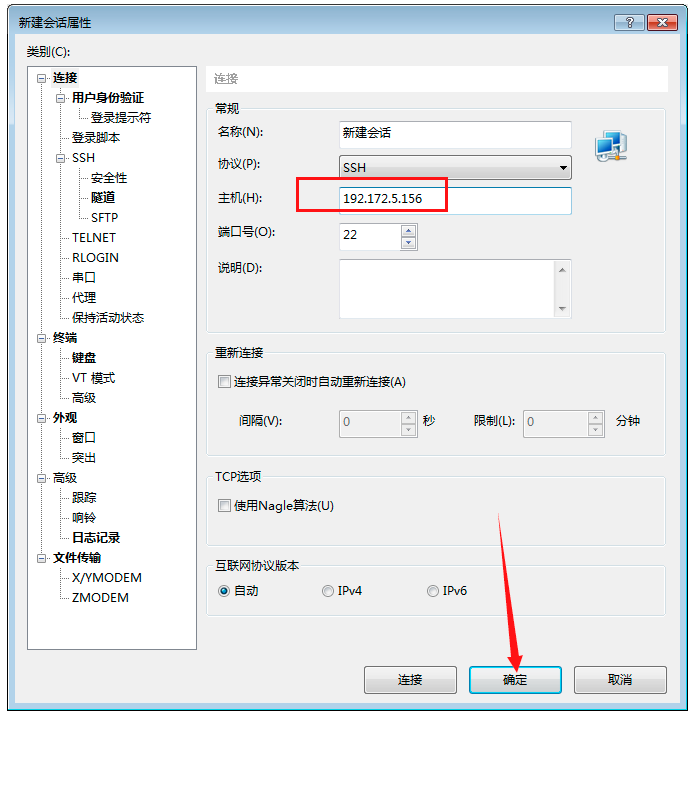 新建会话属性
类别(C):
连接
用户身份验证
登录提示符
登录脚本
SSH
安全性
隧道
SFTP
TELNET
RLOGIN
串口
代理
保持活动状态
终端
键盘
VT 模式
高级
外观
窗口
突出
高级
跟踪
响铃
日志记录
文件传输
X/YMODEM
ZMODEM
连接
常规
名称(N): 新建会话
协议(P): SSH
主机(H): 192.172.5.156
端口号(O): 22
说明(D):
重新连接
连接异常关闭时自动重新连接(A)
间隔(V): 0 秒 限制(L): 0 分钟
TCP选项
使用Nagle算法(U)
互联网协议版本
自动 IPv4 IPv6
连接 确定 取消